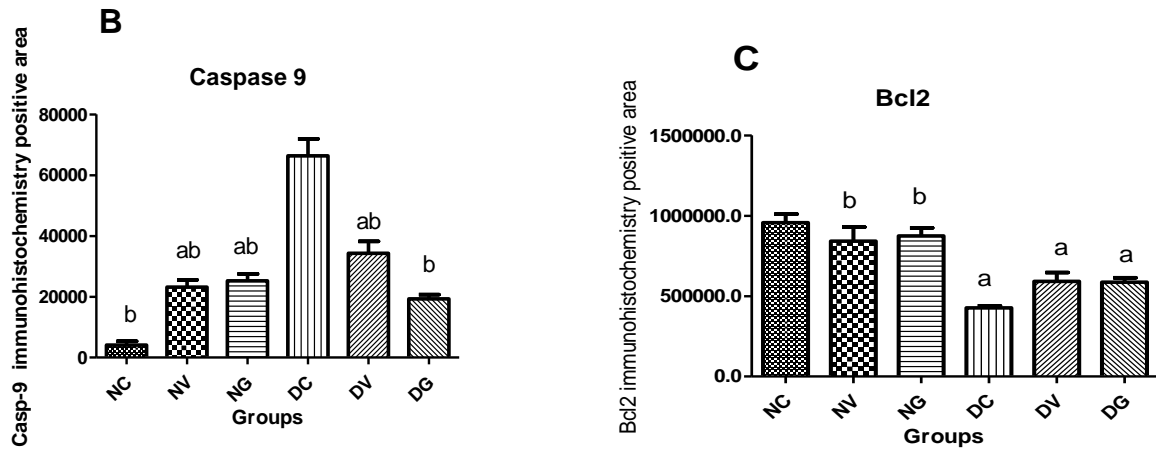 B
Caspase 9
Casp-9 immunohistochemistry positive area
80000
60000
40000
20000
0
b
ab
ab
ab
b
NC
NV
NG
DC
DV
DG
Groups
C
Bcl2
Bcl2 immunohistochemistry positive area
1500000.0
1000000.0
500000.0
0.0
b
b
a
a
a
NC
NV
NG
DC
DV
DG
Groups